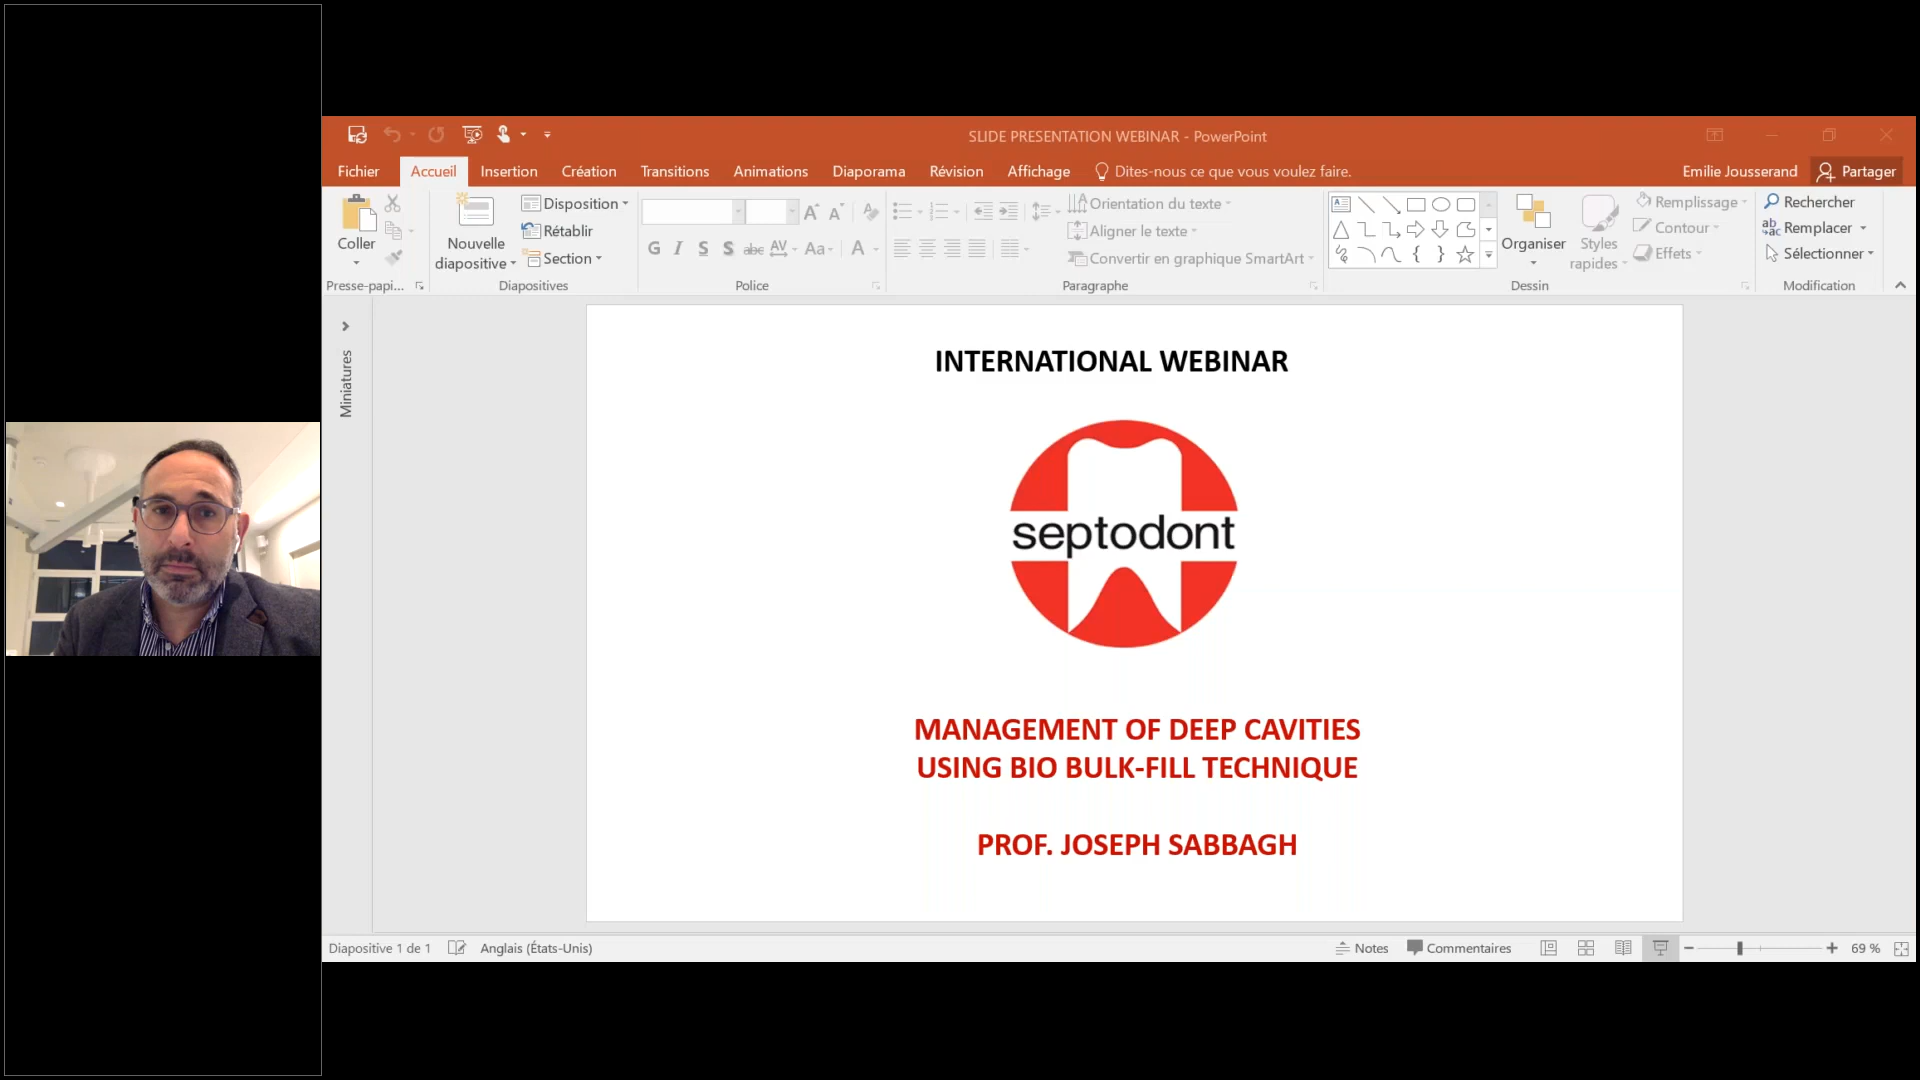 SLIDE PRESENTATION WEBINAR - PowerPoint
Fichier Accueil Insertion Création Transitions Animations Diaporama Révision Affichage Dites-nous ce que vous voulez faire. Emilie Jousserand Partager
Coller
Nouvelle
diapositive
Disposition
Rétablir
Section
G I S S abc AV Aa A
Orientation du texte
Aligner le texte
Convertir en graphique SmartArt
Organiser
Styles
rapides
Remplissage
Contour
Effets
Rechercher
Remplacer
Sélectionner
Presse-papi... Diapositives Police Paragraphe Dessin Modification
Miniatures
INTERNATIONAL WEBINAR
septodont
MANAGEMENT OF DEEP CAVITIES
USING BIO BULK-FILL TECHNIQUE
PROF. JOSEPH SABBAGH
Diapositive 1 de 1 Anglais (États-Unis) Notes Commentaires 69 %